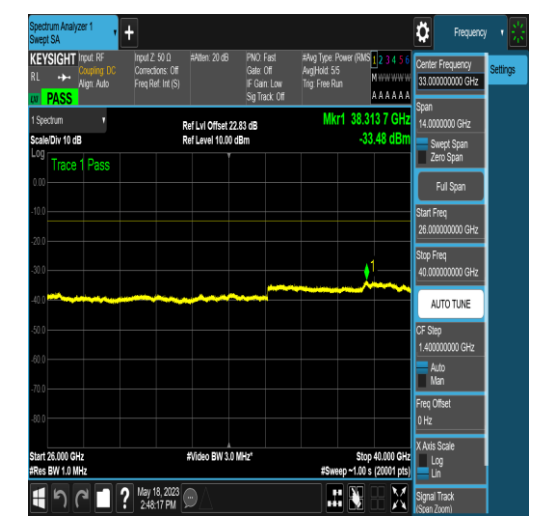 Spectrum Analyzer 1
Swept SA
Frequency
KEYSIGHT
RL
PASS
Input: RF
Coupling: DC
Align: Auto
Input Z: 50 Ω
Corrections: Off
Freq Ref: Int (S)
#Atten: 20 dB
PNO: Fast
Gate: Off
IF Gain: Low
Sig Track: Off
#Avg Type: Power (RMS
Avg|Hold: 5/5
Trig: Free Run
1 2 3 4 5 6
M W W W W W
A A A A A A
Center Frequency
33.000000000 GHz
Settings
Span
14.0000000 GHz
Swept Span
Zero Span
Full Span
Start Freq
26.000000000 GHz
Stop Freq
40.000000000 GHz
AUTO TUNE
CF Step
1.400000000 GHz
Auto
Man
Freq Offset
0 Hz
X Axis Scale
Log
Lin
Signal Track
(Span Zoom)
1 Spectrum
Scale/Div 10 dB
Ref Lvl Offset 22.83 dB
Ref Level 10.00 dBm
Mkr1 38.313 7 GHz
-33.48 dBm
Log
Trace 1 Pass
0.00
-10.0
-20.0
-30.0
-40.0
-50.0
-60.0
-70.0
-80.0
1
Start 26.000 GHz
#Res BW 1.0 MHz
#Video BW 3.0 MHz*
Stop 40.000 GHz
#Sweep ~1.00 s (20001 pts)
?
May 18, 2023
2:48:17 PM